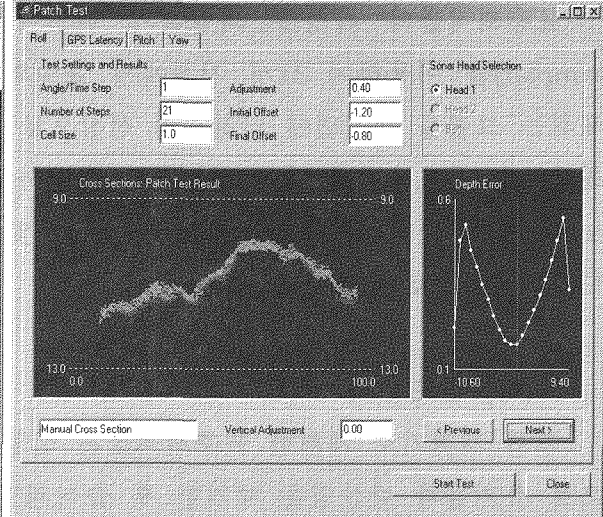 Patch Test
Roll GPS Latency Pitch Yaw
Test Settings and Results
Angle/Time Step 1 Adjustment 0.40
Number of Steps 21 Initial Offset -1.20
Cell Size 1.0 Final Offset -0.80
Sonar Head Selection
Head 1
Head 2
Cross Sections: Patch Test Result
9.0 9.0
13.0 13.0
0.0 100.0
Depth Error
0.6
0.1
10.60 9.40
Manual Cross Section Vertical Adjustment 0.00 < Previous Next >
Start Test Close